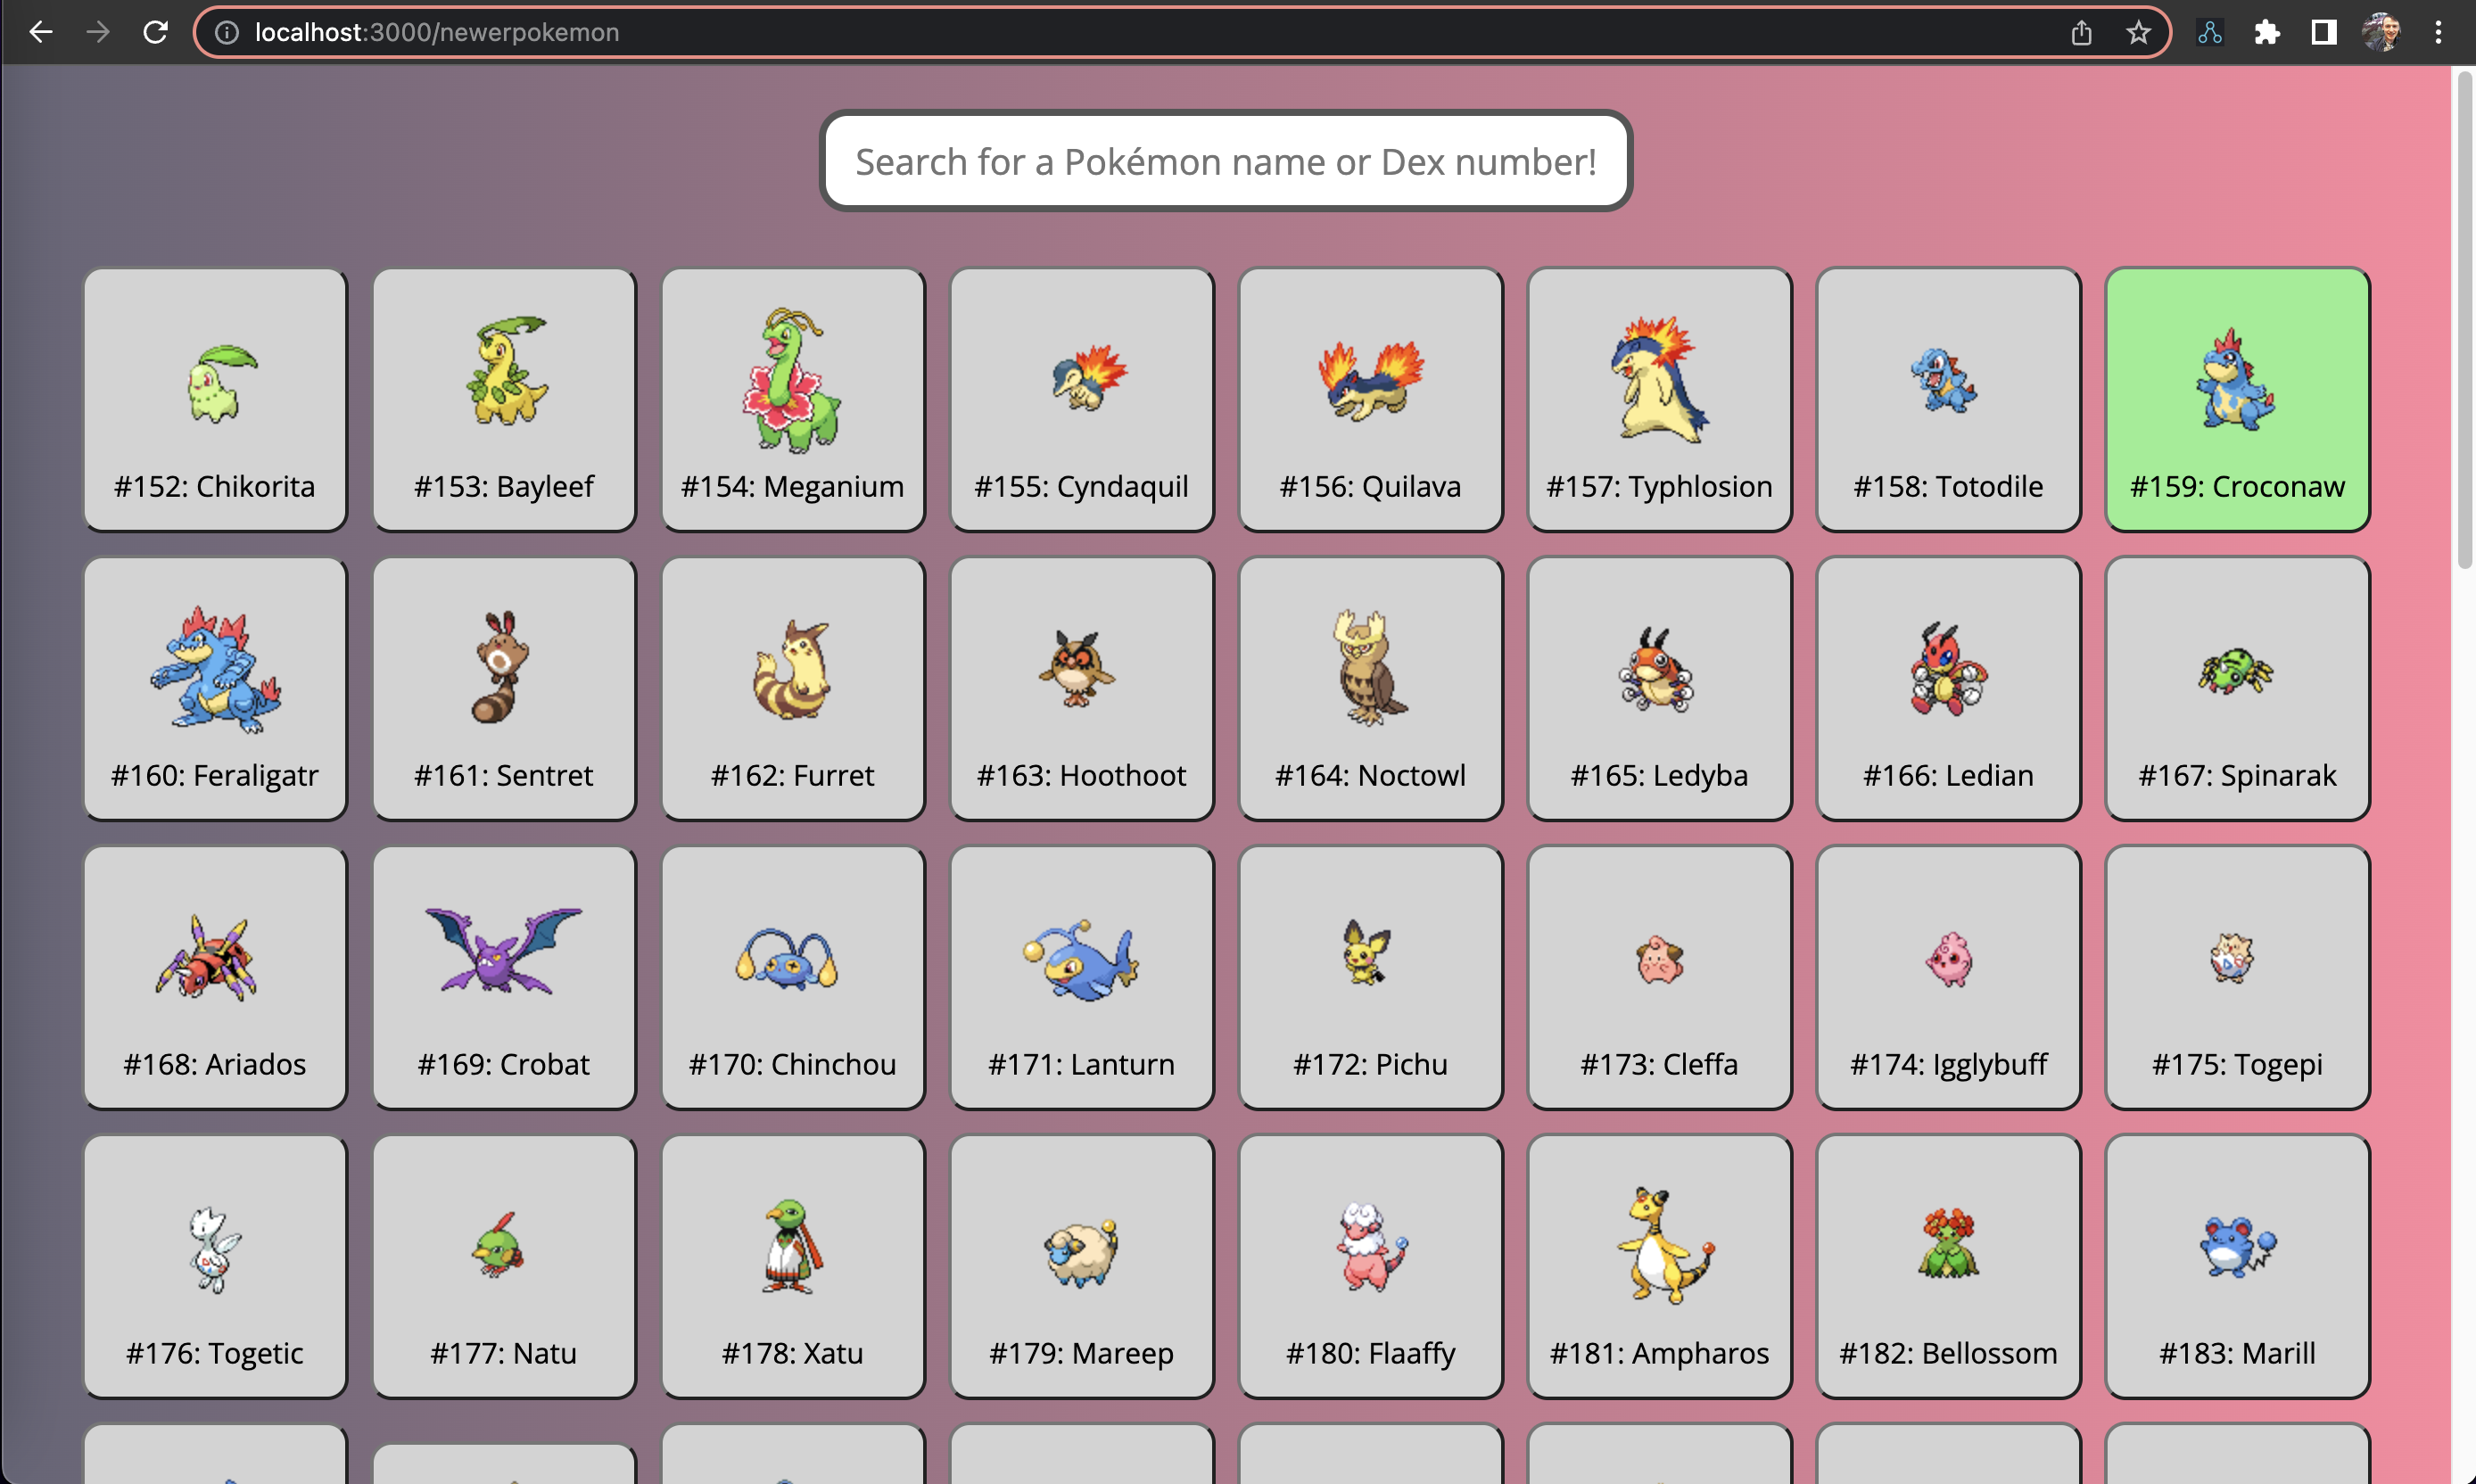 localhost:3000/newerpokemon
Search for a Pokémon name or Dex number!
#152: Chikorita
#153: Bayleef
#154: Meganium
#155: Cyndaquil
#156: Quilava
#157: Typhlosion
#158: Totodile
#159: Croconaw
#160: Feraligatr
#161: Sentret
#162: Furret
#163: Hoothoot
#164: Noctowl
#165: Ledyba
#166: Ledian
#167: Spinarak
#168: Ariados
#169: Crobat
#170: Chinchou
#171: Lanturn
#172: Pichu
#173: Cleffa
#174: Igglybuff
#175: Togepi
#176: Togetic
#177: Natu
#178: Xatu
#179: Mareep
#180: Flaaffy
#181: Ampharos
#182: Bellossom
#183: Marill